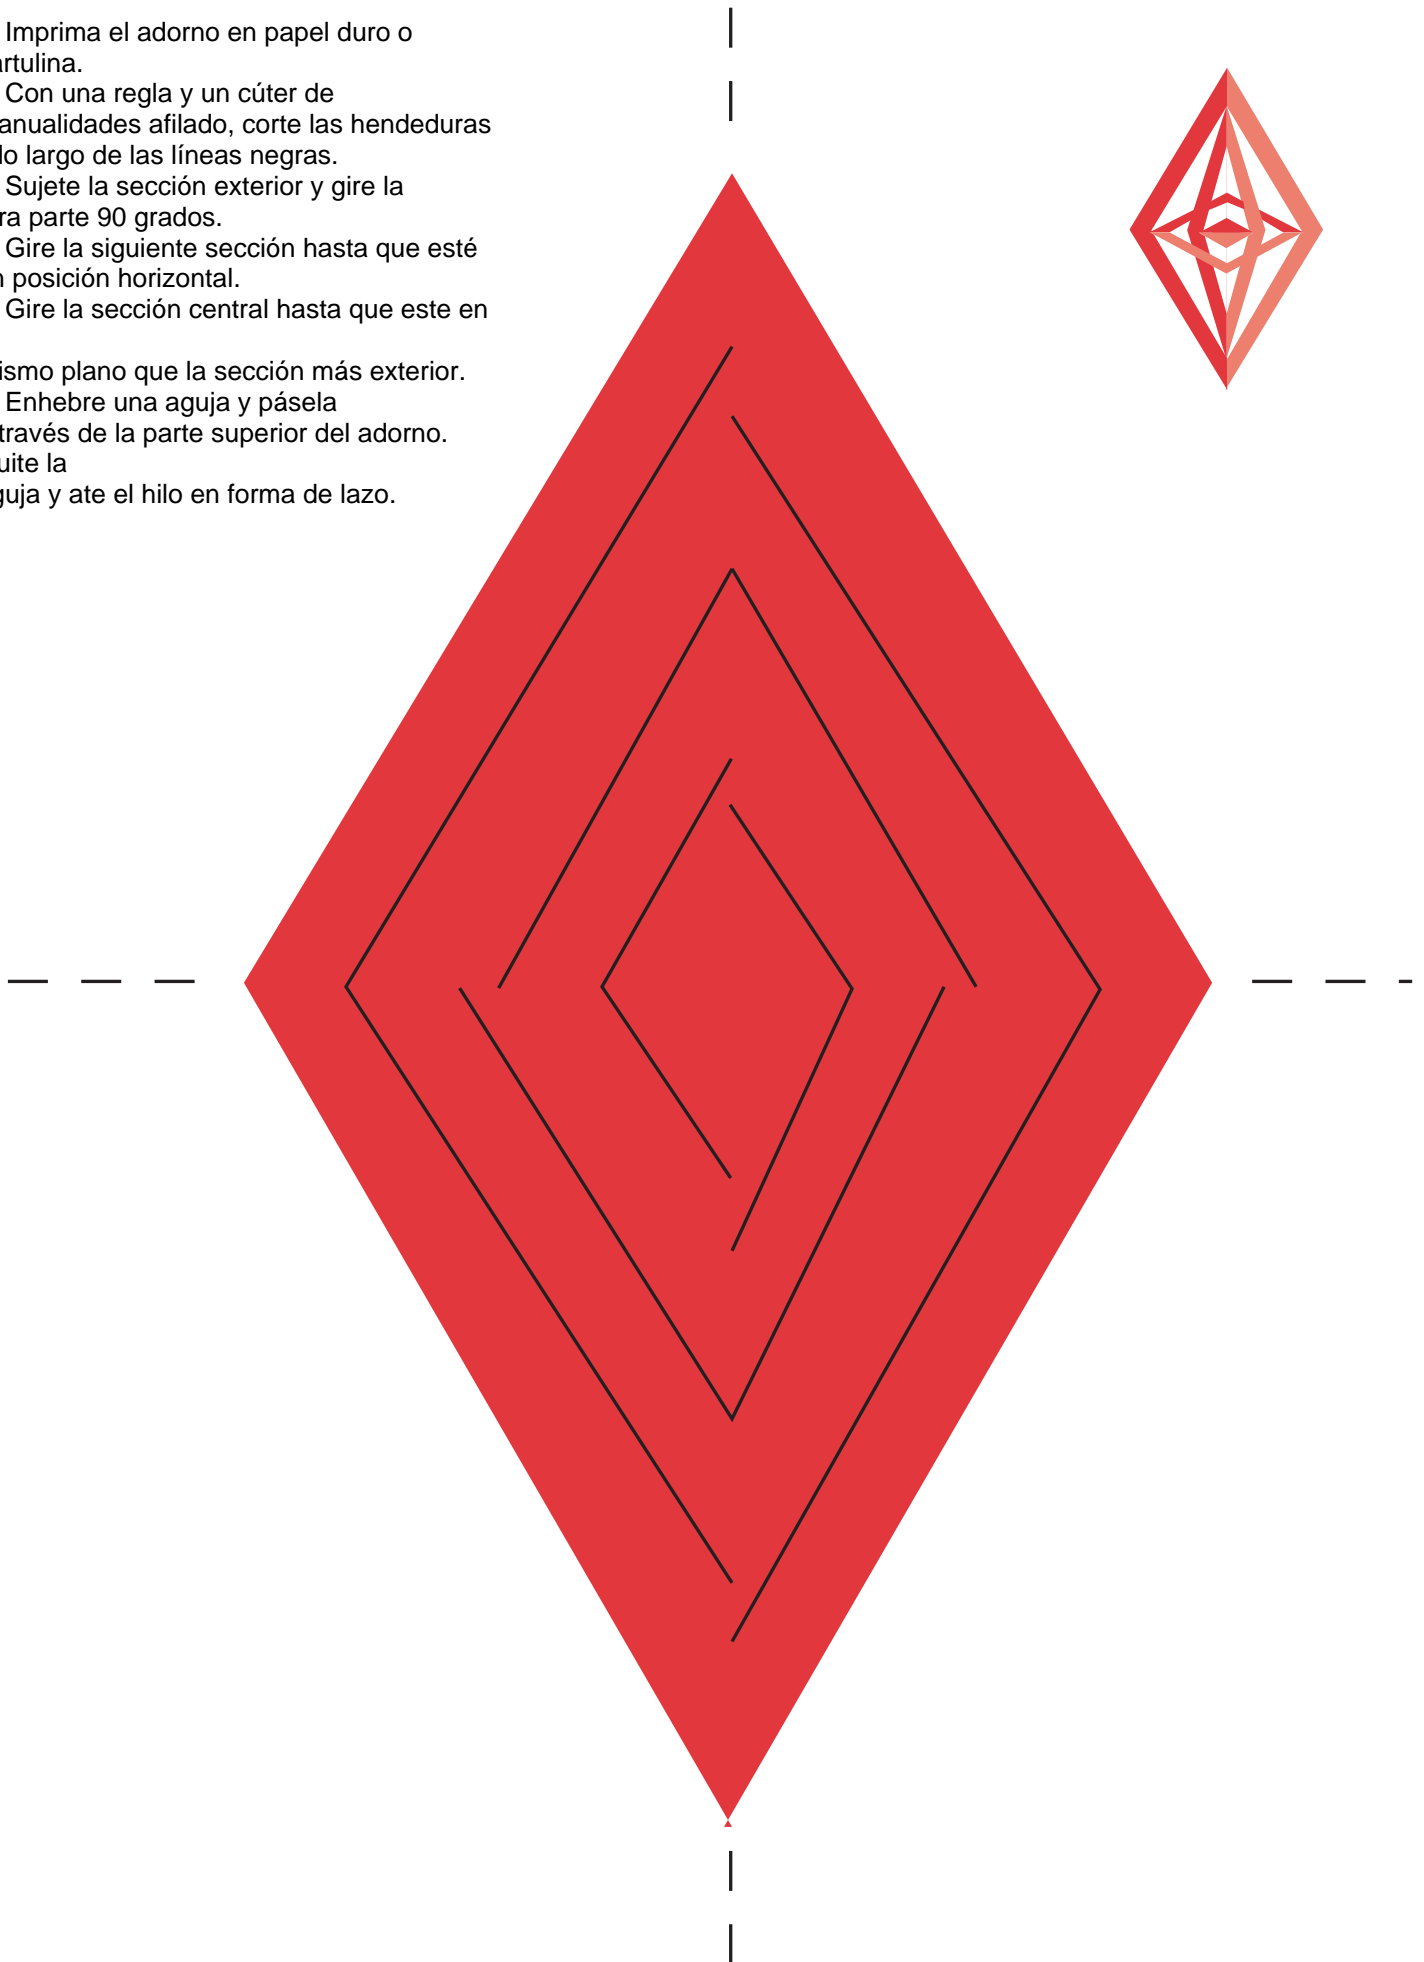 Imprima el adorno en papel duro o
artulina.
Con una regla y un cúter de
anualidades afilado, corte las hendeduras
lo largo de las líneas negras.
Sujete la sección exterior y gire la
ra parte 90 grados.
Gire la siguiente sección hasta que esté
n posición horizontal.
Gire la sección central hasta que este en
ismo plano que la sección más exterior.
Enhebre una aguja y pásela
través de la parte superior del adorno.
uite la
guja y ate el hilo en forma de lazo.